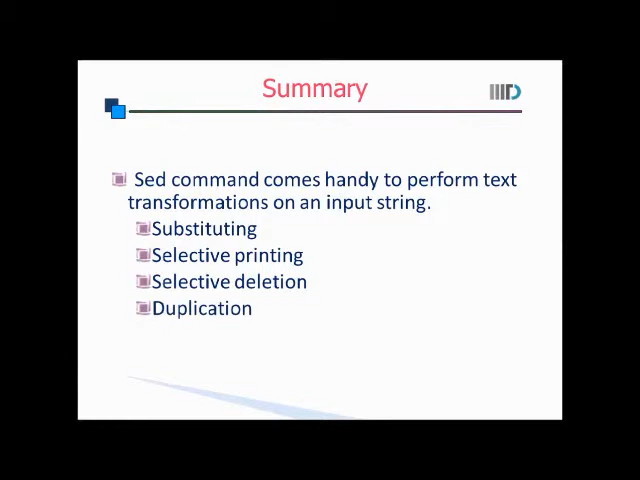 Summary
Sed command comes handy to perform text
transformations on an input string.
Substituting
Selective printing
Selective deletion
Duplication